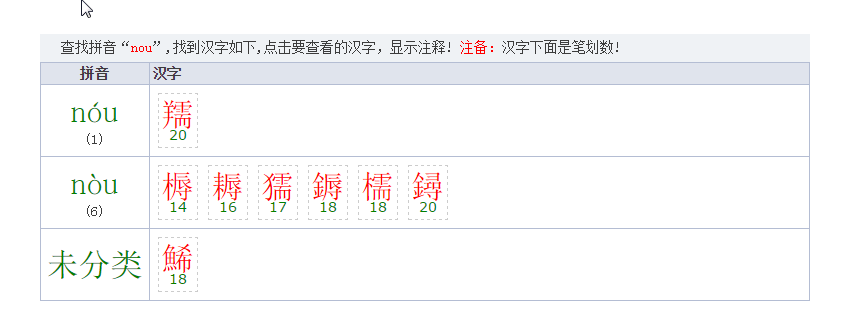 查找拼音“nou”,找到汉字如下,点击要查看的汉字，显示注释! 注备：汉字下面是笔划数!
拼音 汉字
nóu 羺
(1) 20
nòu 槈 耨 獳 鎒 檽 鐞
(6) 14 16 17 18 18 20
未分类 鯑
18